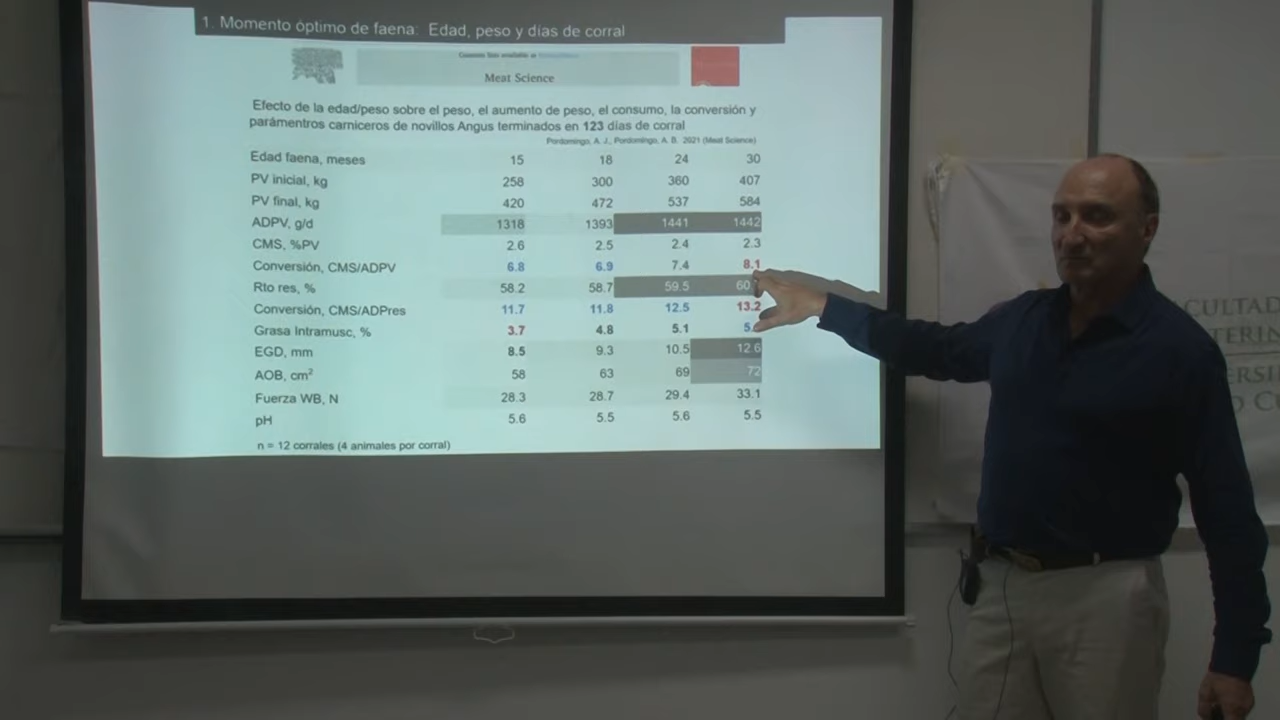 1. Momento óptimo de faena: Edad, peso y días de corral
Meat Science
Efecto de la edad/peso sobre el peso, el aumento de peso, el consumo, la conversión y
parámentros carniceros de novillos Angus terminados en 123 días de corral
Pordomingo, A. J., Pordomingo, A. B. 2021 (Meat Science)
Edad faena, meses 15 18 24 30
PV inicial, kg 258 300 360 407
PV final, kg 420 472 537 584
ADPV, g/d 1318 1393 1441 1442
CMS, %PV 2.6 2.5 2.4 2.3
Conversión, CMS/ADPV 6.8 6.9 7.4 8.1
Rto res, % 58.2 58.7 59.5 60
Conversión, CMS/ADPres 11.7 11.8 12.5 13.2
Grasa Intramusc, % 3.7 4.8 5.1 5.
EGD, mm 8.5 9.3 10.5 12.6
AOB, cm² 58 63 69 72
Fuerza WB, N 28.3 28.7 29.4 33.1
pH 5.6 5.5 5.6 5.5
n = 12 corrales (4 animales por corral)